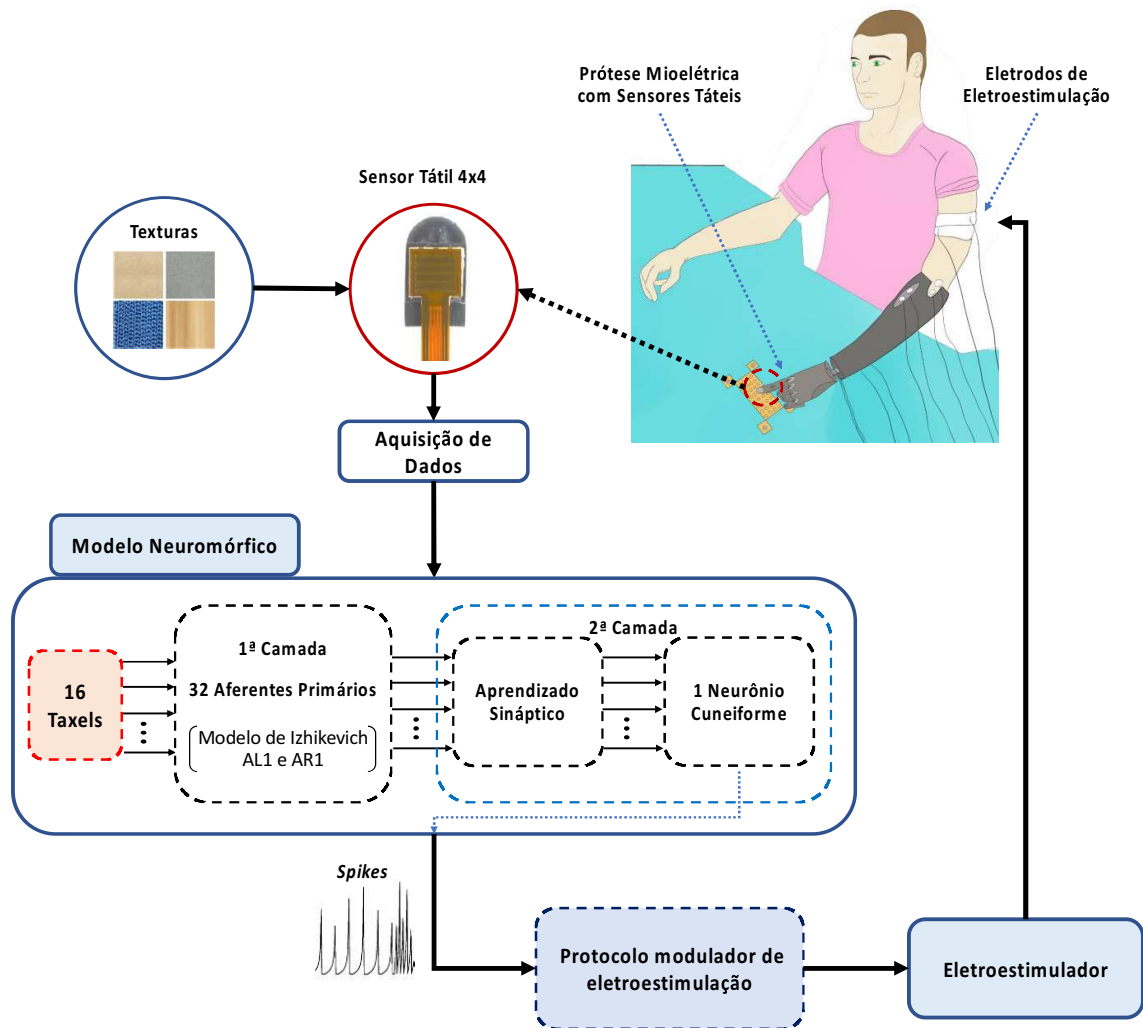 Prótese Mioelétrica
com Sensores Táteis
Eletrodos de
Eletroestimulação
Sensor Tátil 4x4
Texturas
Aquisição de
Dados
Modelo Neuromórfico
16
Taxels
1ª Camada
32 Aferentes Primários
Modelo de Izhikevich
AL1 e AR1
2ª Camada
Aprendizado
Sináptico
1 Neurônio
Cuneiforme
Spikes
Protocolo modulador de
eletroestimulação
Eletroestimulador